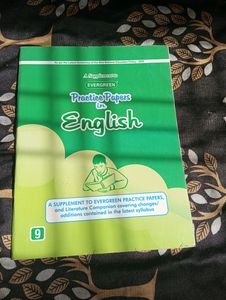 A Supplement to
EVERGREEN
Practice Papers
in
English
A SUPPLEMENT TO EVERGREEN PRACTICE PAPERS,
and Literature Companion covering changes/
additions contained in the latest syllabus
9